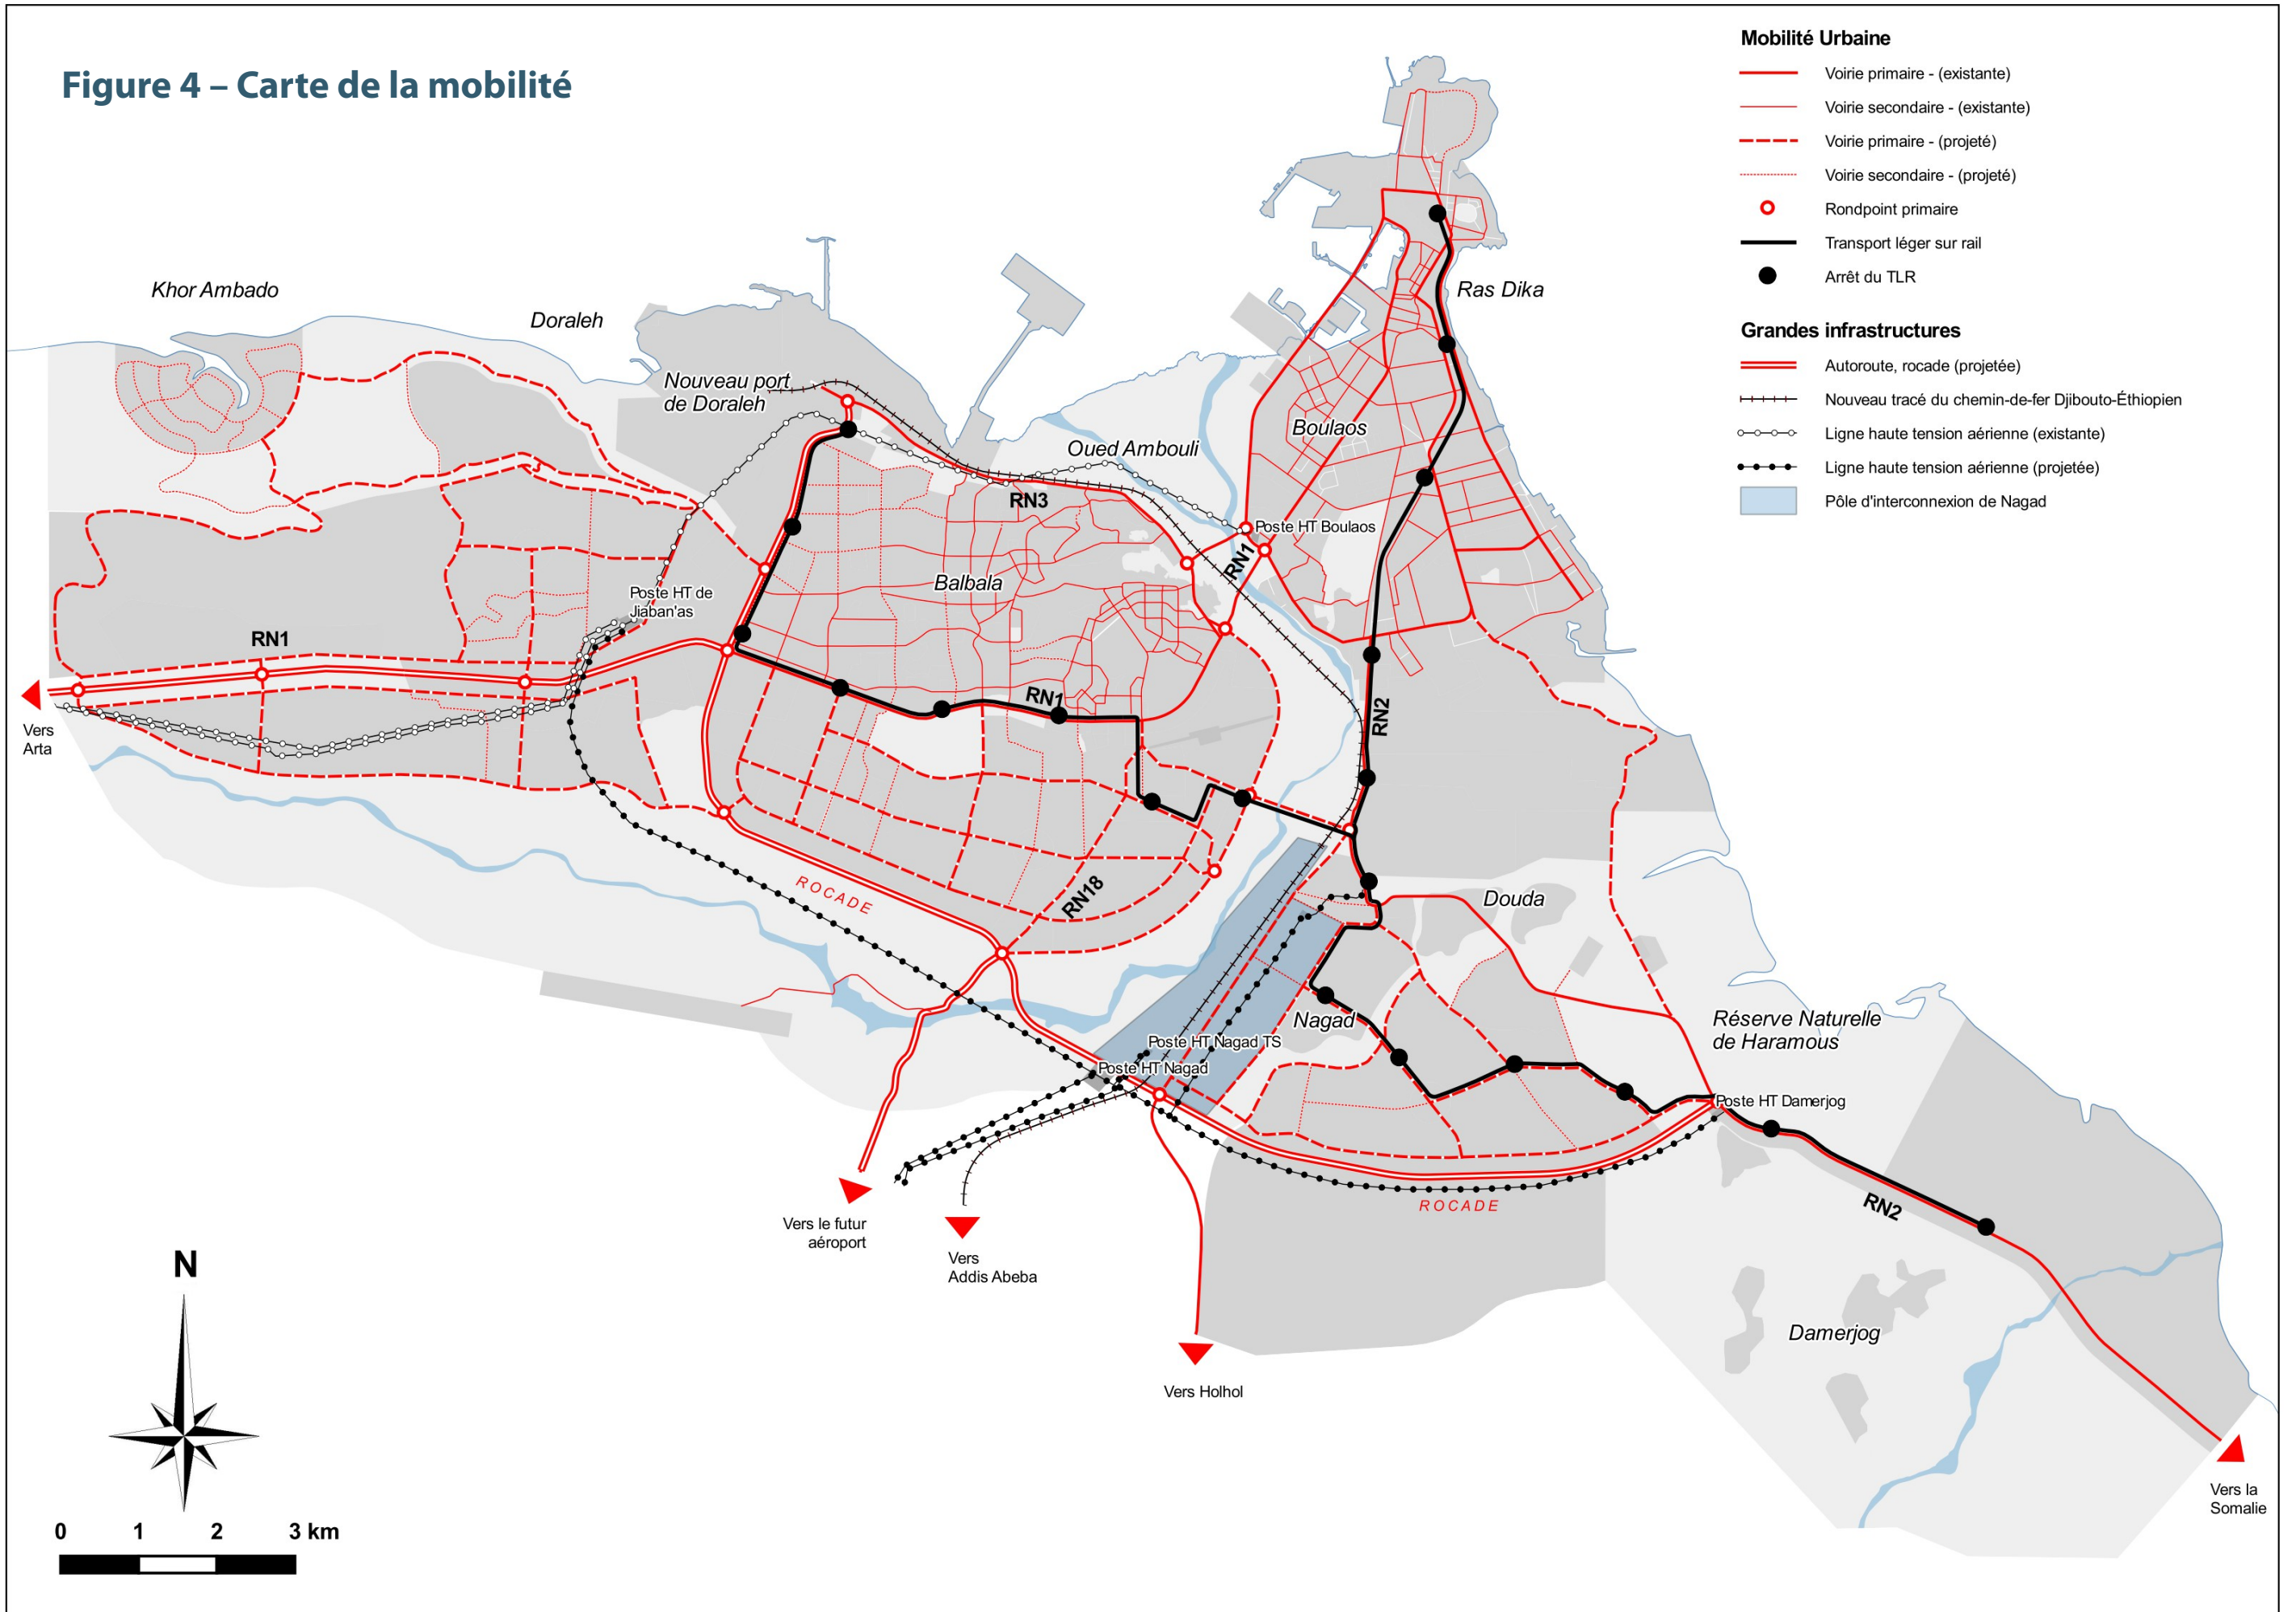 Figure 4 – Carte de la mobilité
Mobilité Urbaine
Voirie primaire - (existante)
Voirie secondaire - (existante)
Voirie primaire - (projeté)
Voirie secondaire - (projeté)
Rondpoint primaire
Transport léger sur rail
Arrêt du TLR
Grandes infrastructures
Autoroute, rocade (projetée)
Nouveau tracé du chemin-de-fer Djibouto-Éthiopien
Ligne haute tension aérienne (existante)
Ligne haute tension aérienne (projetée)
Pôle d'interconnexion de Nagad
Khor Ambado
Doraleh
Ras Dika
Nouveau port
de Doraleh
Boulaos
Oued Ambouli
RN3
Poste HT Boulaos
RN1
Balbala
Poste HT de
Jiaban'as
RN1
RN1
RN2
Vers
Arta
ROCADE
RN18
Douda
Nagad
Réserve Naturelle
de Haramous
Poste HT Nagad TS
Poste HT Nagad
Poste HT Damerjog
ROCADE
RN2
Vers le futur
aéroport
Vers
Addis Abeba
Damerjog
Vers Holhol
Vers la
Somalie
N
0 1 2 3 km